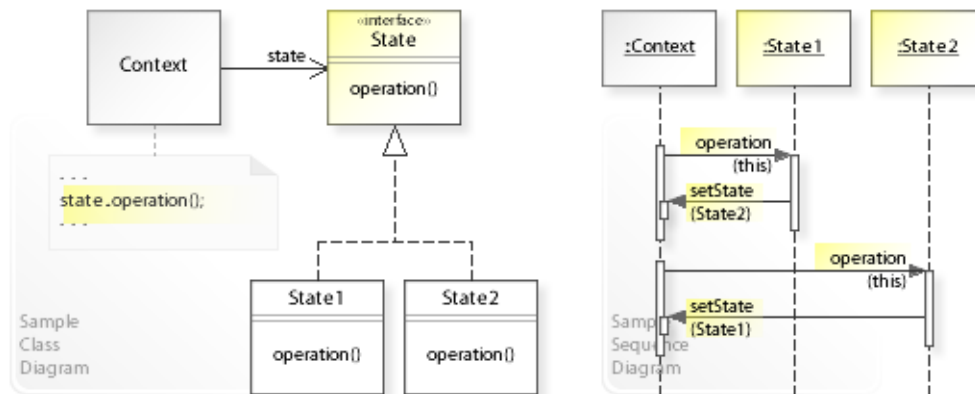 Context
state
«interface»
State
operation()
- - -
state.operation();
- - -
State1
operation()
State2
operation()
Sample
Class
Diagram
:Context
:State1
:State2
operation
(this)
setState
(State2)
operation
(this)
setState
(State1)
Sample
Sequence
Diagram